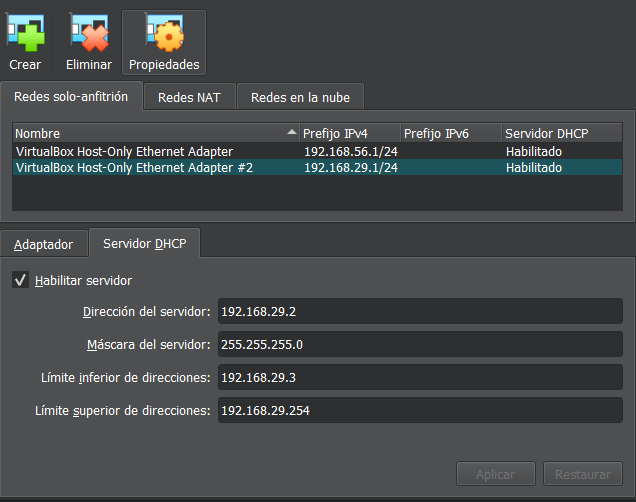 Crear Eliminar Propiedades
Redes solo-anfitrión Redes NAT Redes en la nube
Nombre Prefijo IPv4 Prefijo IPv6 Servidor DHCP
VirtualBox Host-Only Ethernet Adapter 192.168.56.1/24 Habilitado
VirtualBox Host-Only Ethernet Adapter #2 192.168.29.1/24 Habilitado
Adaptador Servidor DHCP
Habilitar servidor
Dirección del servidor: 192.168.29.2
Máscara del servidor: 255.255.255.0
Límite inferior de direcciones: 192.168.29.3
Límite superior de direcciones: 192.168.29.254
Aplicar Restaurar